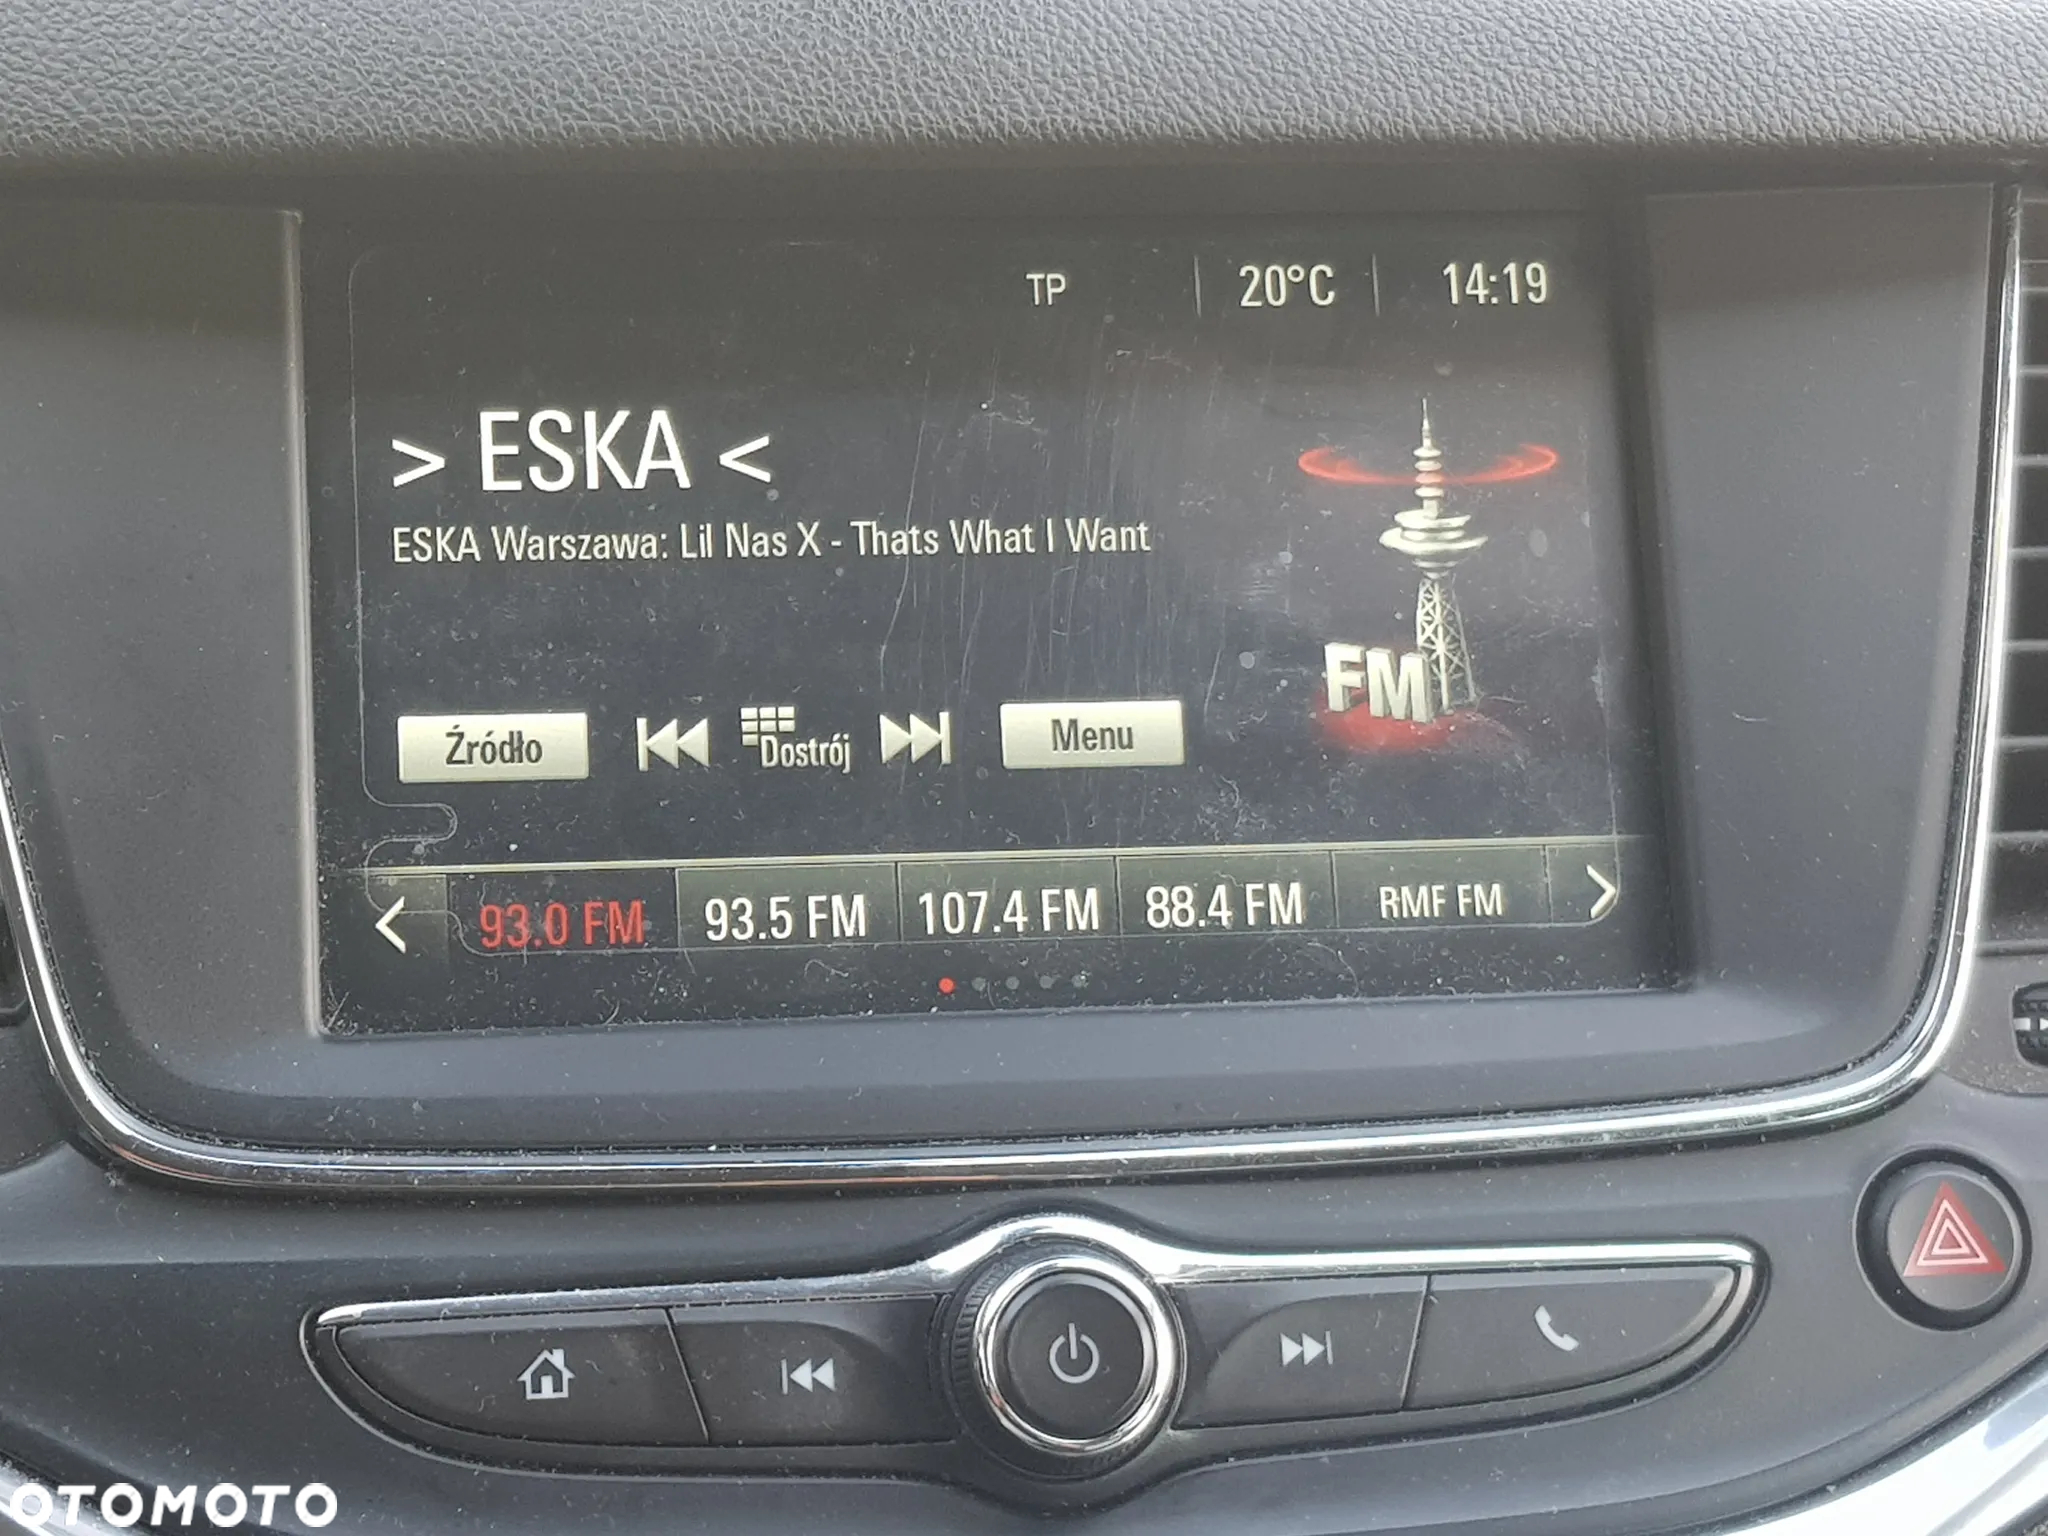 TP 20°C 14:19
> ESKA <
ESKA Warszawa: Lil Nas X - Thats What I Want
FM
Źródło Dostrój Menu
93.0 FM 93.5 FM 107.4 FM 88.4 FM RMF FM
OTOMOTO